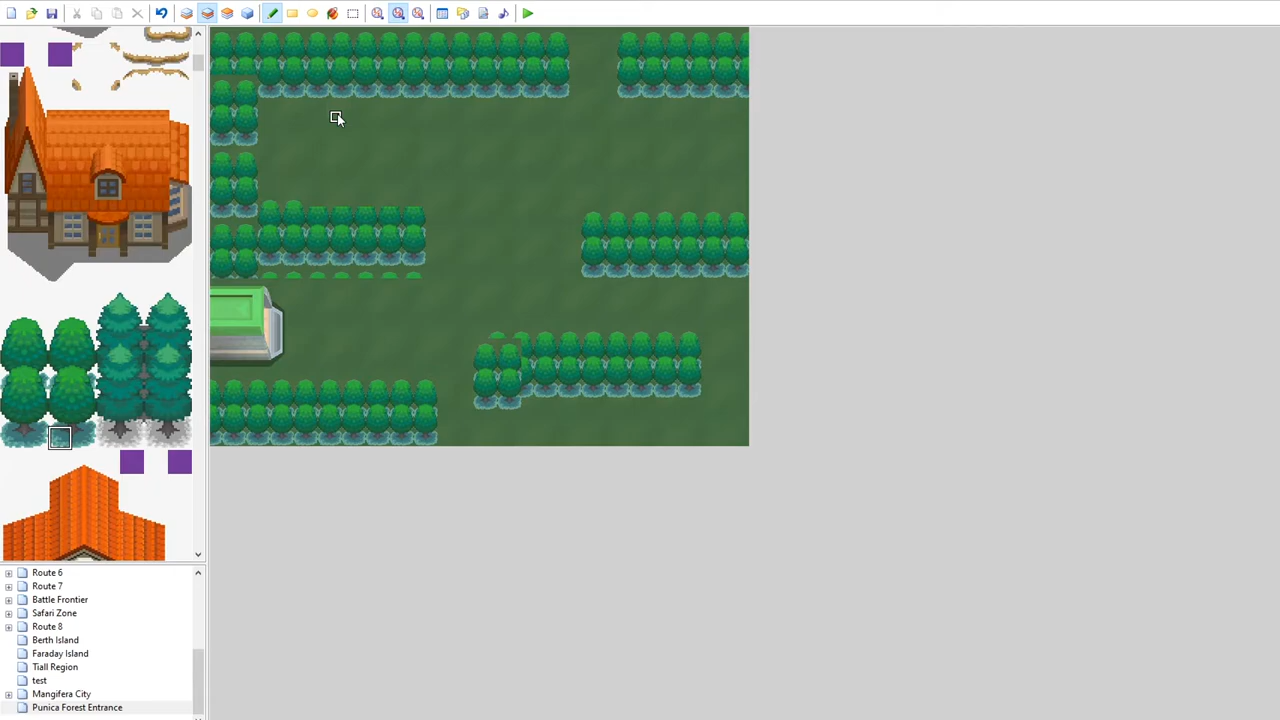 Route 6
Route 7
Battle Frontier
Safari Zone
Route 8
Berth Island
Faraday Island
Tiall Region
test
Mangifera City
Punica Forest Entrance